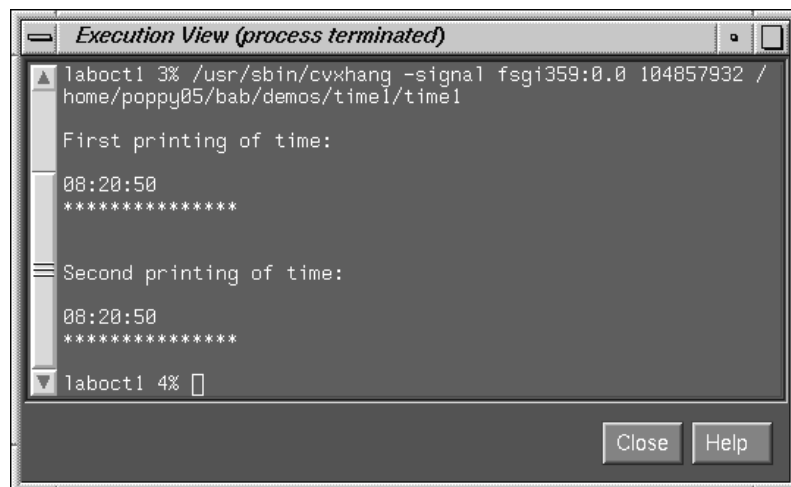 Execution View (process terminated)
laboct1 3% /usr/sbin/cvxhang -signal fsgi359:0.0 104857932 /
home/poppy05/bab/demos/time1/time1
First printing of time:
08:20:50
***************
Second printing of time:
08:20:50
***************
laboct1 4%
Close Help